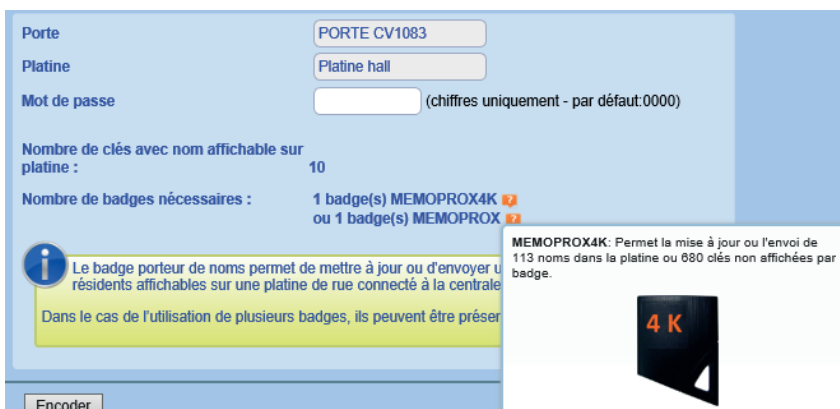 Porte PORTE CV1083
Platine Platine hall
Mot de passe (chiffres uniquement - par défaut:0000)
Nombre de clés avec nom affichable sur
platine : 10
Nombre de badges nécessaires : 1 badge(s) MEMOPROX4K ?
ou 1 badge(s) MEMOPROX ?
MEMOPROX4K: Permet la mise à jour ou l'envoi de
113 noms dans la platine ou 680 clés non affichées par
badge.
4 K
Le badge porteur de noms permet de mettre à jour ou d'envoyer u
résidents affichables sur une platine de rue connecté à la centrale
Dans le cas de l'utilisation de plusieurs badges, ils peuvent être préser
Encoder